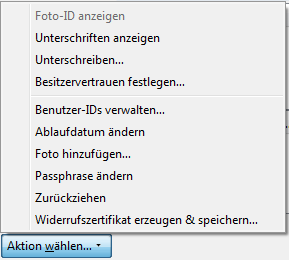 Foto-ID anzeigen
Unterschriften anzeigen
Unterschreiben...
Besitzervertrauen festlegen...
Benutzer-IDs verwalten...
Ablaufdatum ändern
Foto hinzufügen...
Passphrase ändern
Zurückziehen
Widerrufszertifikat erzeugen & speichern...
Aktion wählen...